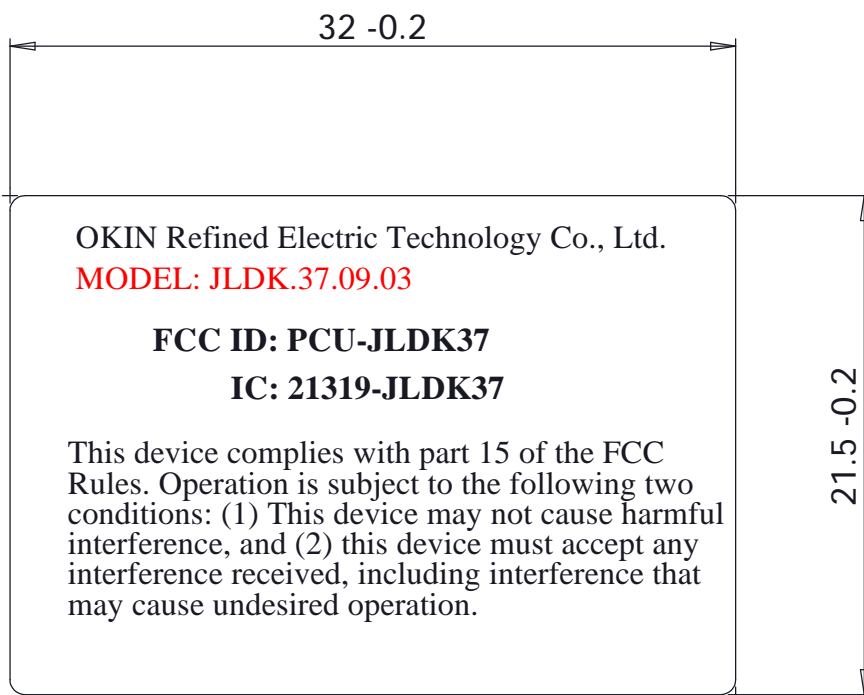 32 -0.2
OKIN Refined Electric Technology Co., Ltd.
MODEL: JLDK.37.09.03
FCC ID: PCU-JLDK37
IC: 21319-JLDK37
21.5 -0.2
This device complies with part 15 of the FCC
Rules. Operation is subject to the following two
conditions: (1) This device may not cause harmful
interference, and (2) this device must accept any
interference received, including interference that
may cause undesired operation.